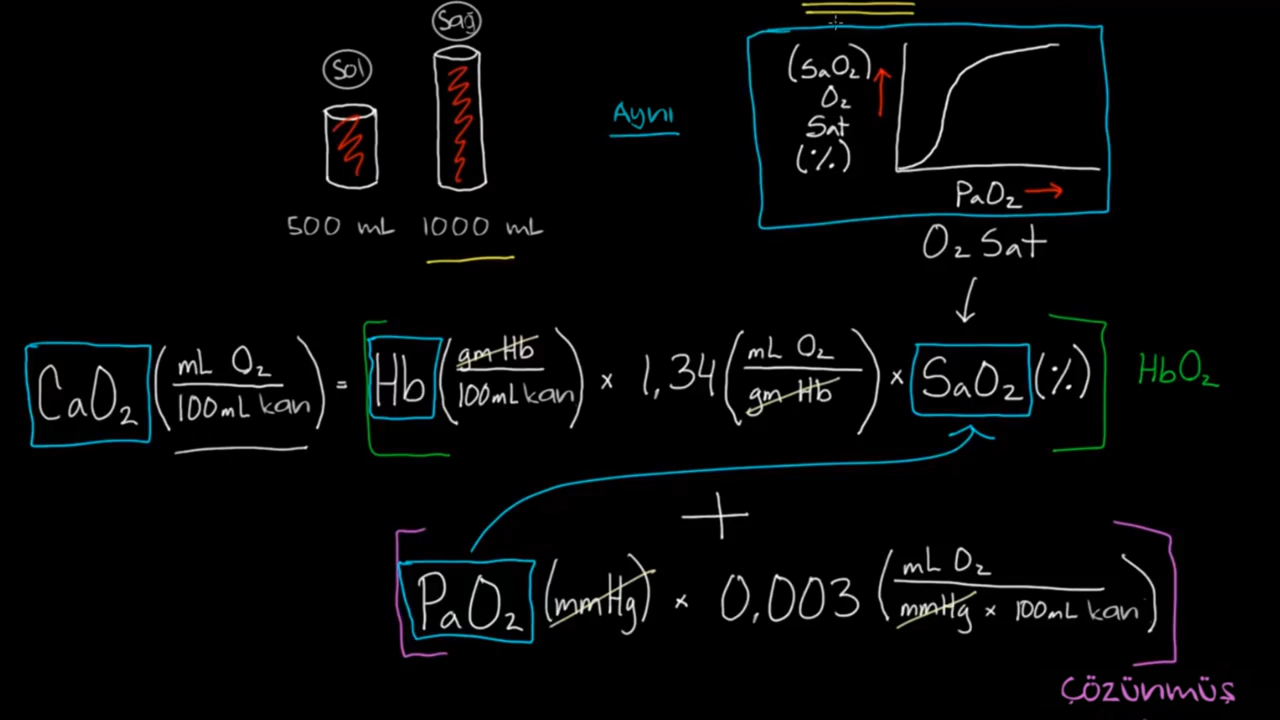 Sol
Sağ
500 mL
1000 mL
Aynı
(SaO₂)
O₂
Sat
(%)
PaO₂
O₂ Sat
CaO₂ (mL O₂ / 100mL kan) = [Hb (gm Hb / 100mL kan) × 1,34 (mL O₂ / gm Hb) × SaO₂ (%)] HbO₂
+
[PaO₂ (mmHg) × 0,003 (mL O₂ / mmHg × 100mL kan)]
Çözünmüş